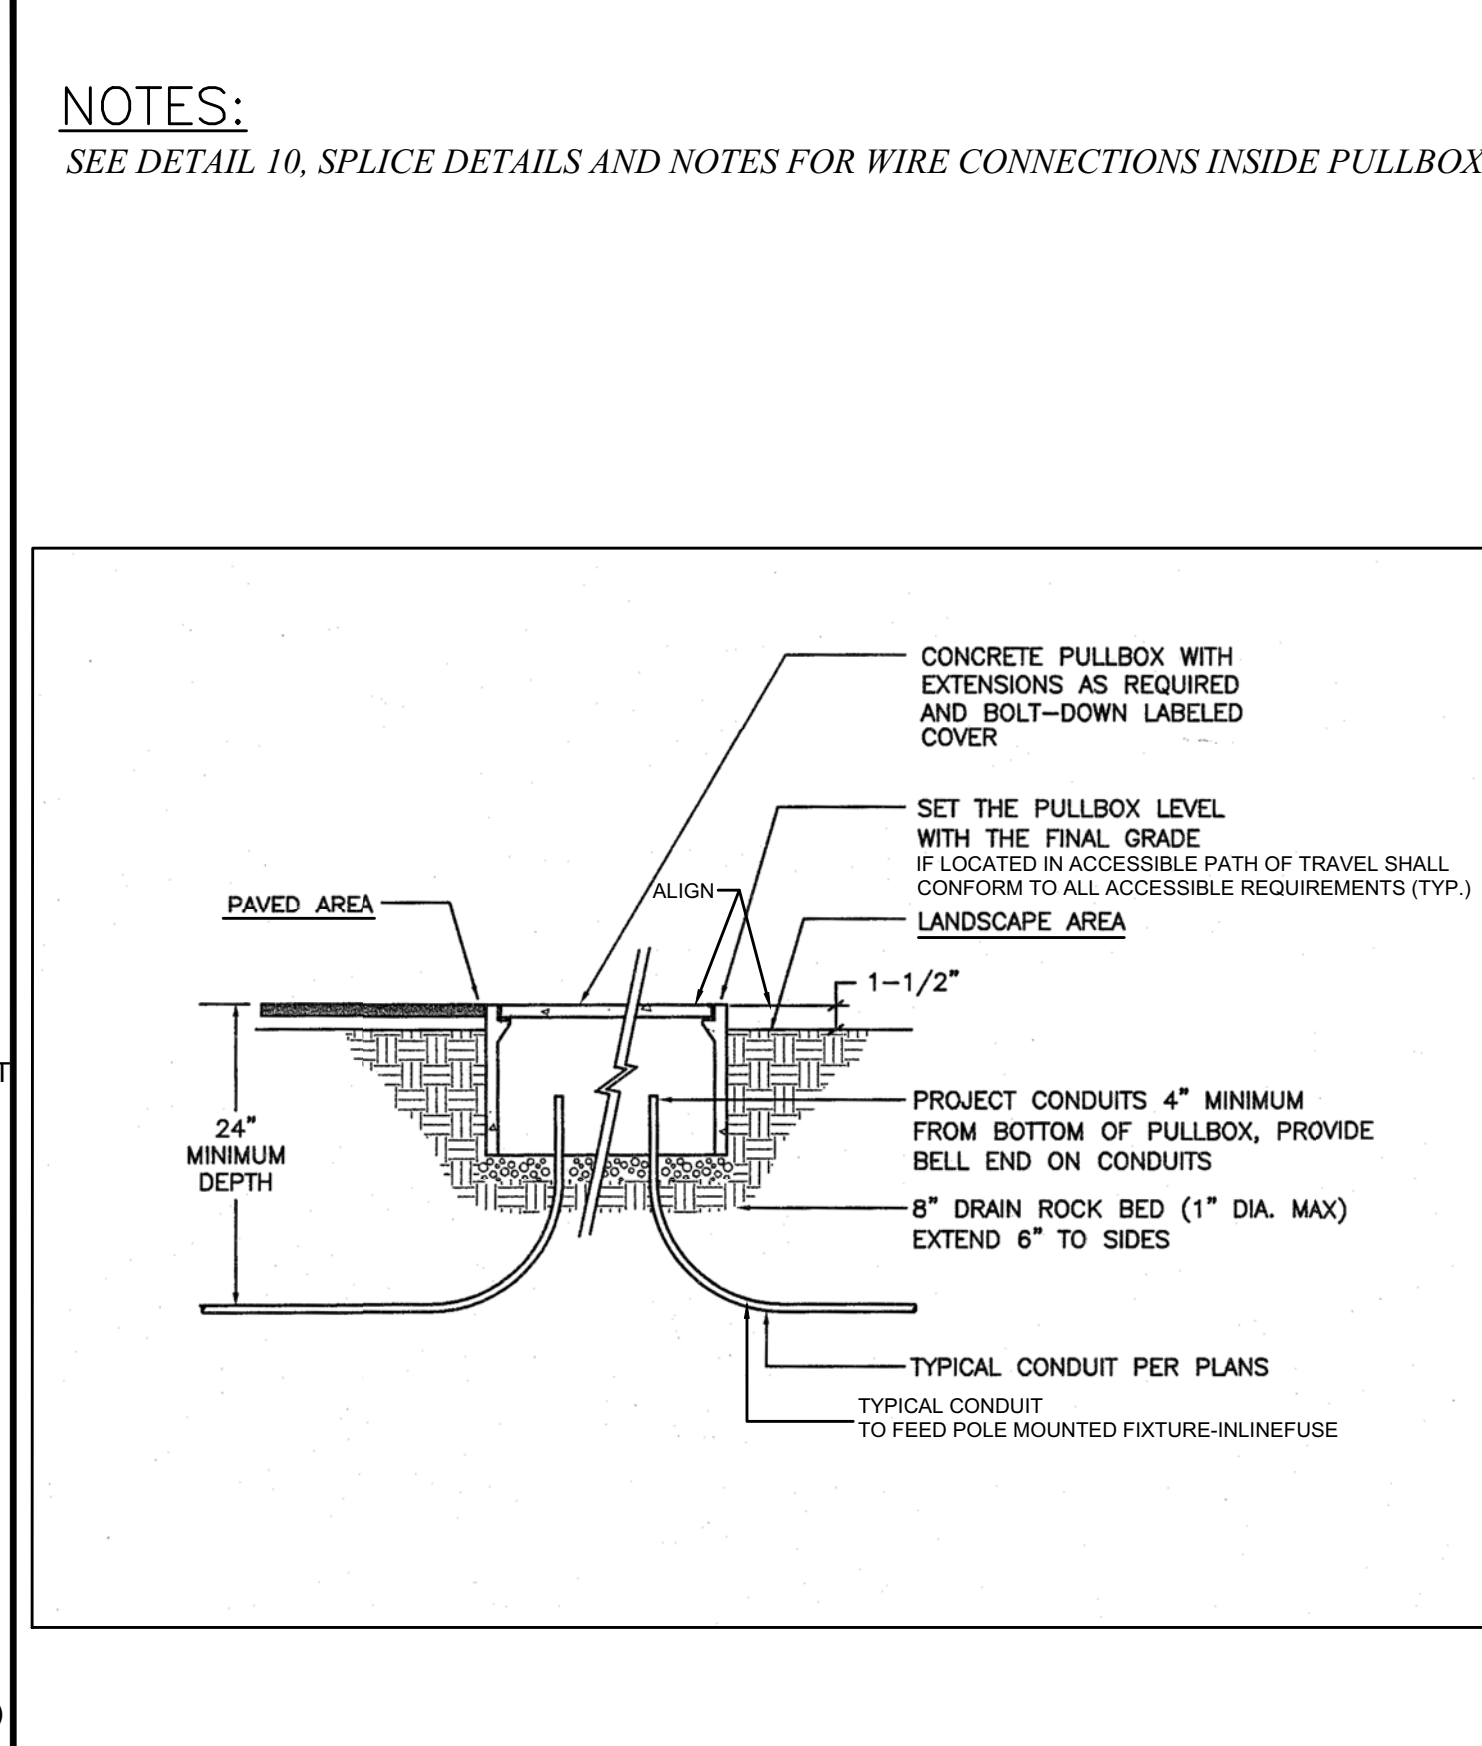 NOTES:
SEE DETAIL 10, SPLICE DETAILS AND NOTES FOR WIRE CONNECTIONS INSIDE PULLBOX
CONCRETE PULLBOX WITH
EXTENSIONS AS REQUIRED
AND BOLT-DOWN LABELED
COVER
SET THE PULLBOX LEVEL
WITH THE FINAL GRADE
IF LOCATED IN ACCESSIBLE PATH OF TRAVEL SHALL
CONFORM TO ALL ACCESSIBLE REQUIREMENTS (TYP.)
ALIGN
PAVED AREA
LANDSCAPE AREA
1-1/2"
T
24"
MINIMUM
DEPTH
PROJECT CONDUITS 4" MINIMUM
FROM BOTTOM OF PULLBOX, PROVIDE
BELL END ON CONDUITS
8" DRAIN ROCK BED (1" DIA. MAX)
EXTEND 6" TO SIDES
TYPICAL CONDUIT PER PLANS
TYPICAL CONDUIT
TO FEED POLE MOUNTED FIXTURE-INLINEFUSE
)